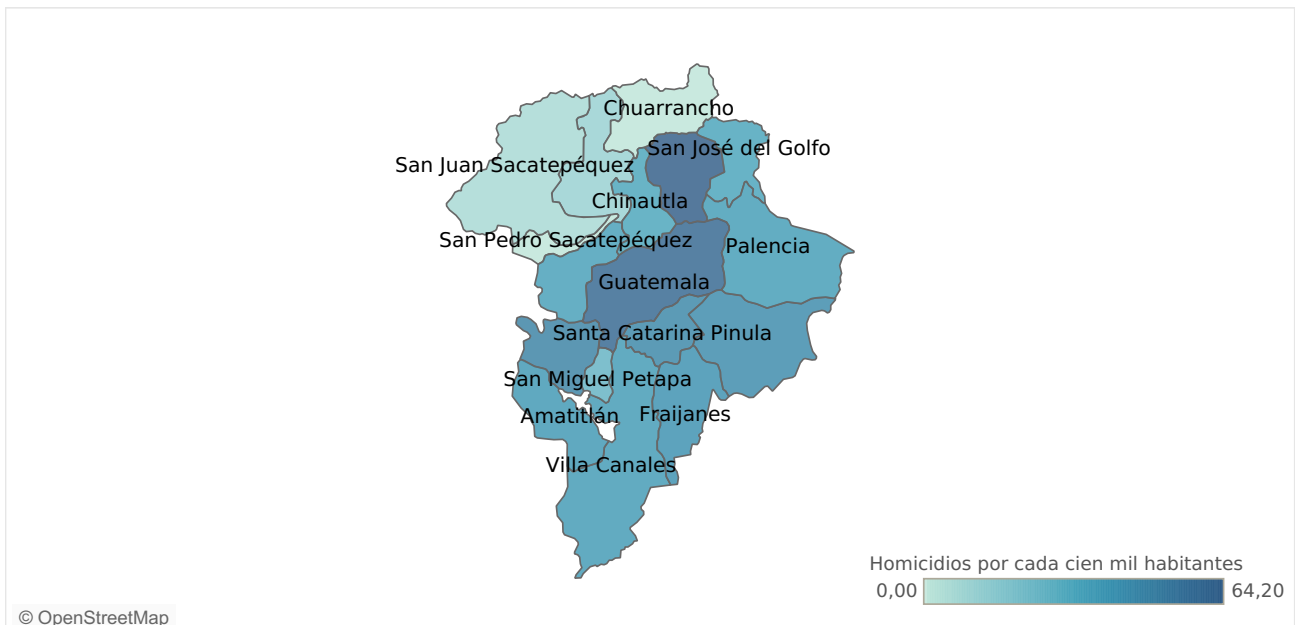 Chuarrancho
San José del Golfo
San Juan Sacatepéquez
Chinautla
San Pedro Sacatepéquez
Palencia
Guatemala
Santa Catarina Pinula
San Miguel Petapa
Amatitlán
Fraijanes
Villa Canales
Homicidios por cada cien mil habitantes
0,00
64,20
© OpenStreetMap